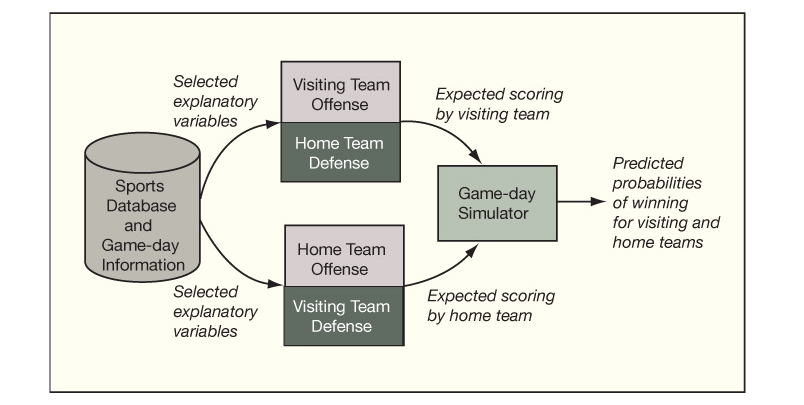 Selected
explanatory
variables
Visiting Team
Offense
Home Team
Defense
Expected scoring
by visiting team
Sports
Database
and
Game-day
Information
Game-day
Simulator
Predicted
probabilities
of winning
for visiting and
home teams
Home Team
Offense
Visiting Team
Defense
Selected
explanatory
variables
Expected scoring
by home team